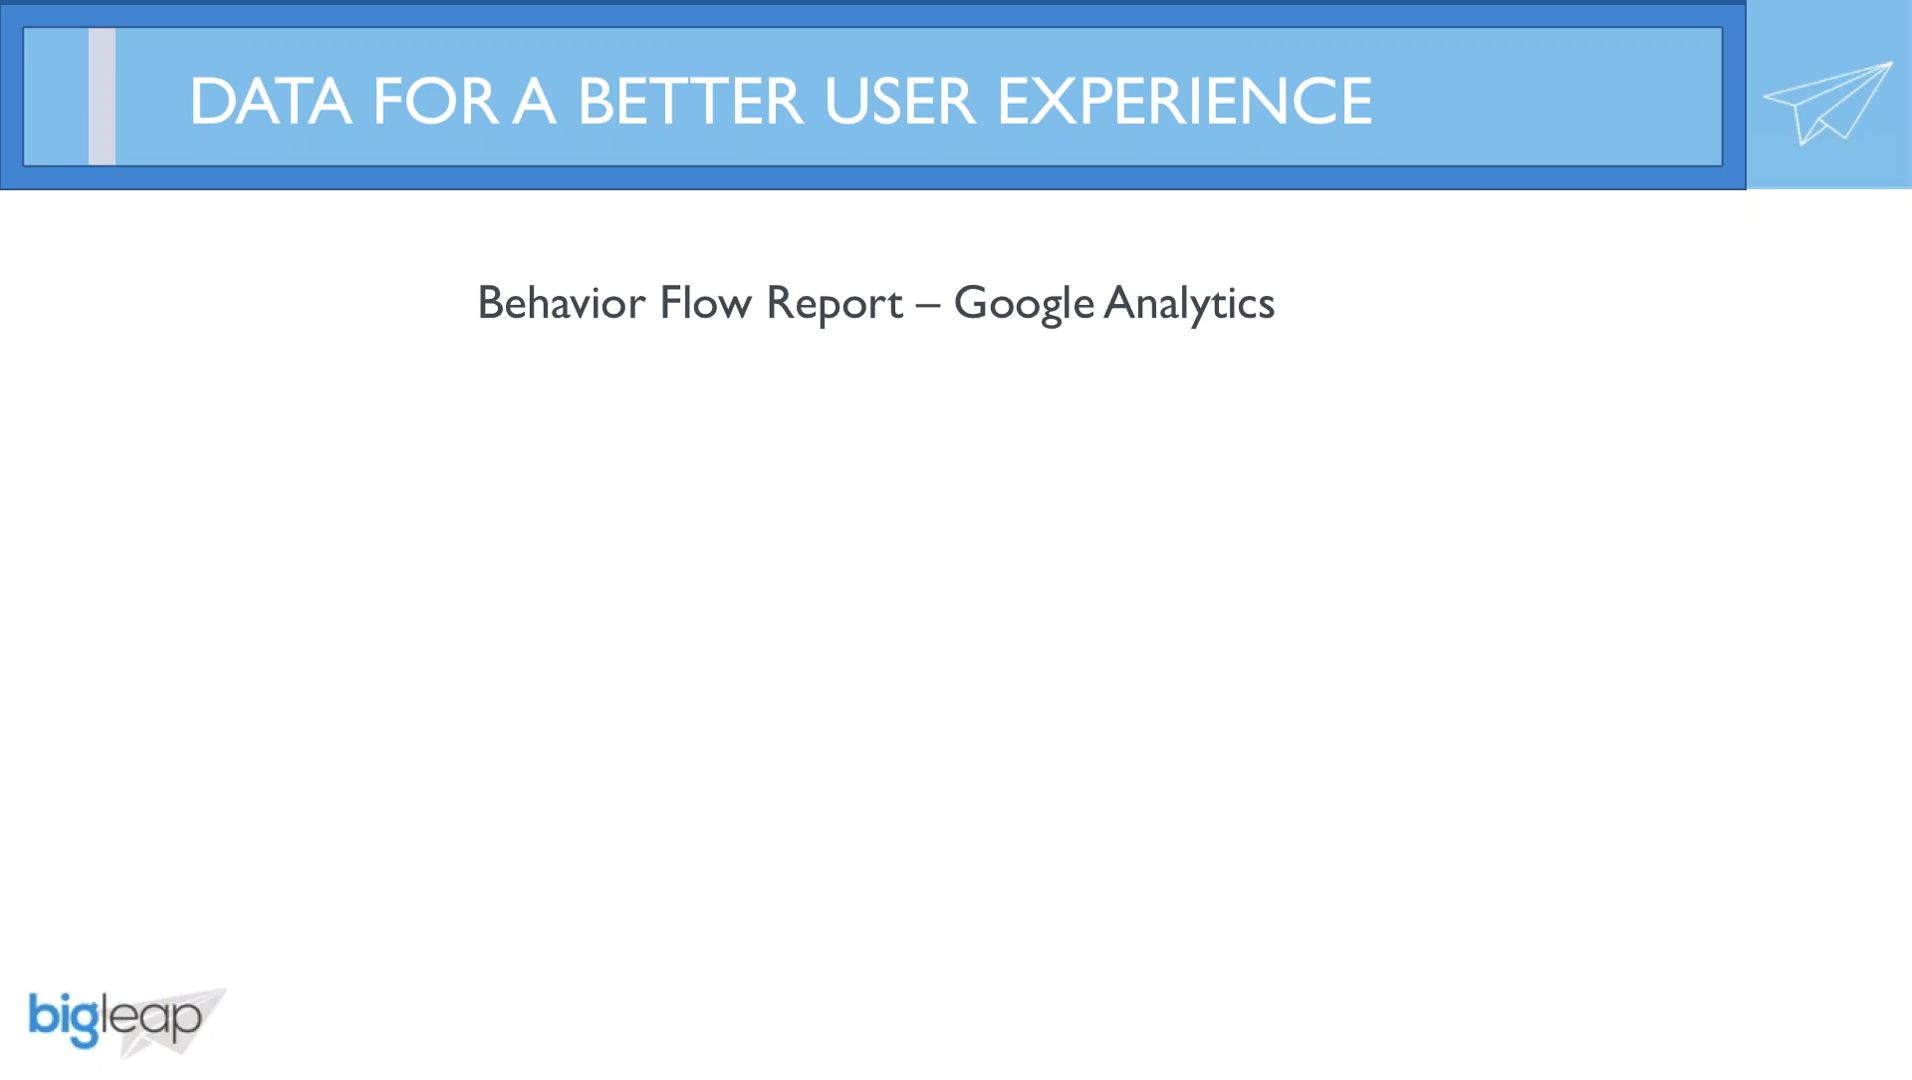 DATA FOR A BETTER USER EXPERIENCE
Behavior Flow Report – Google Analytics
bigleap